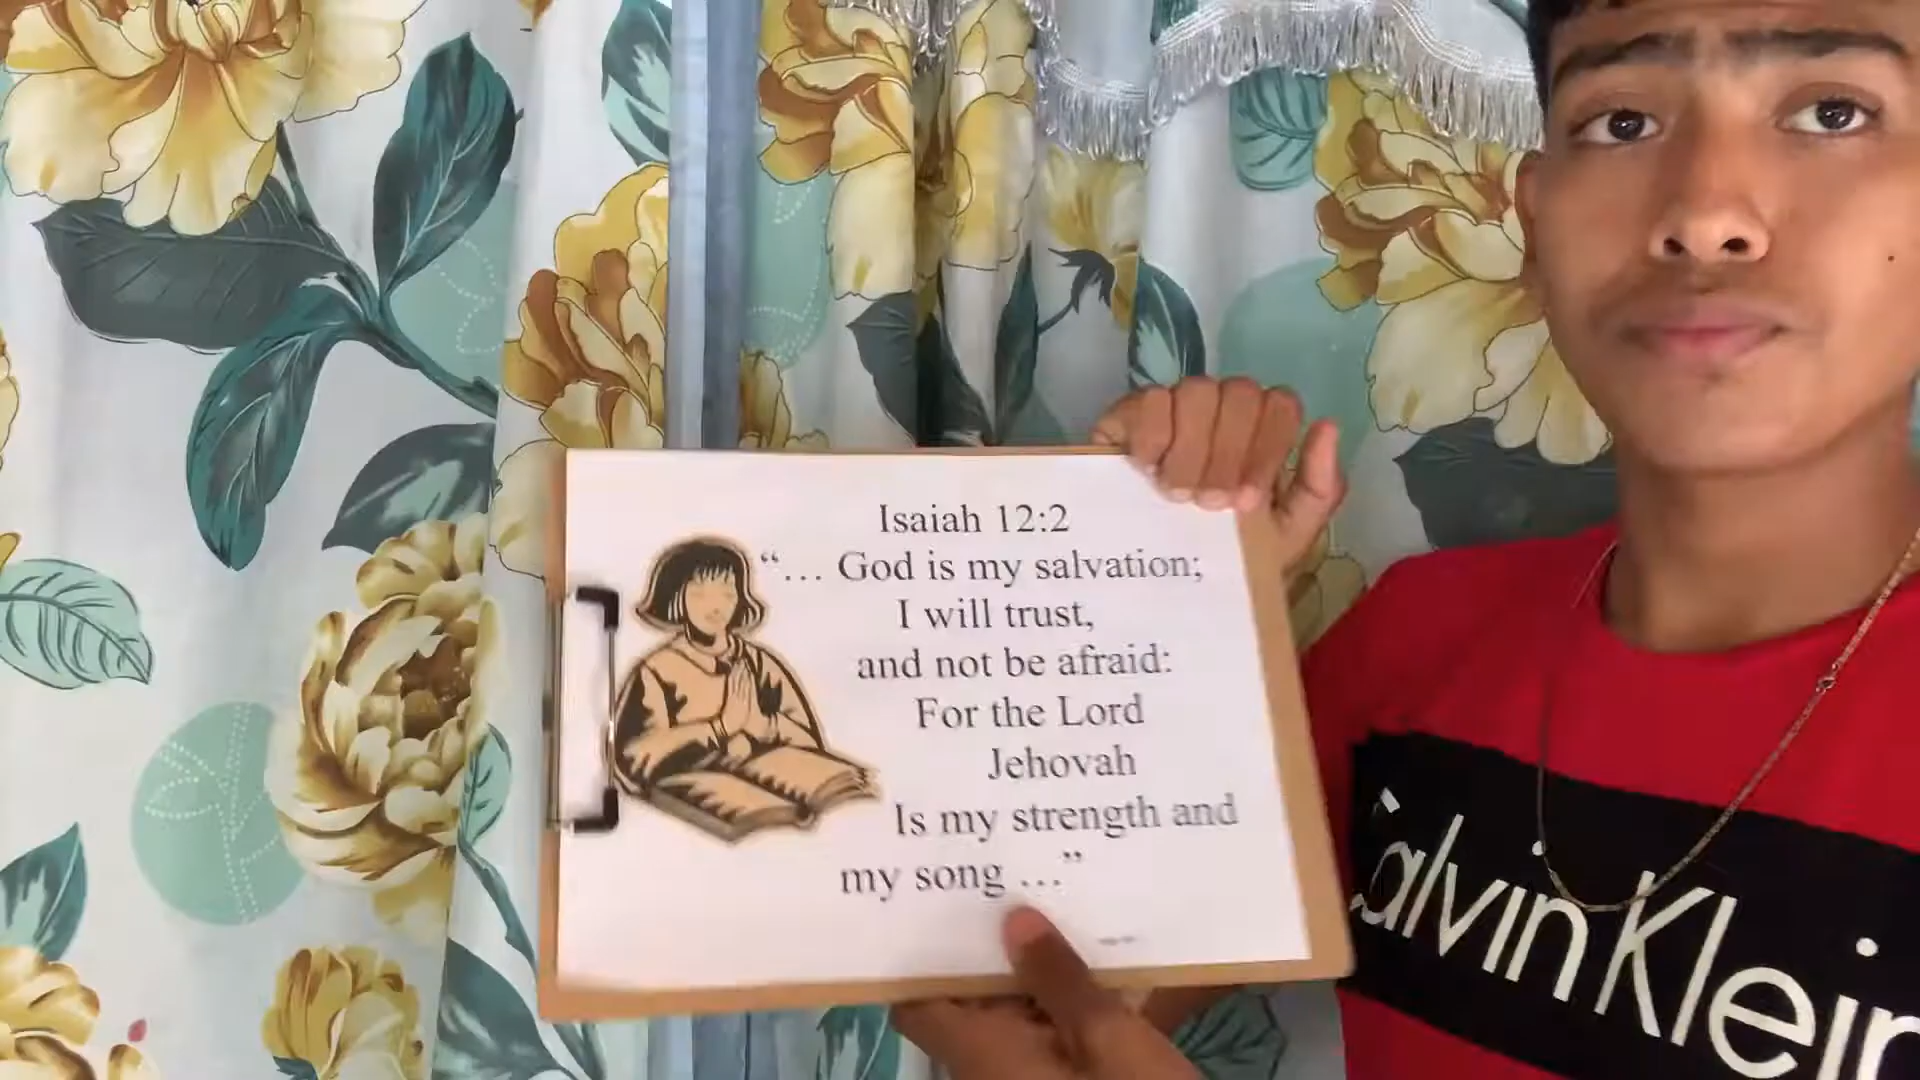 Isaiah 12:2
“... God is my salvation;
I will trust,
and not be afraid:
For the Lord
Jehovah
Is my strength and
my song ...”
Calvin Klein